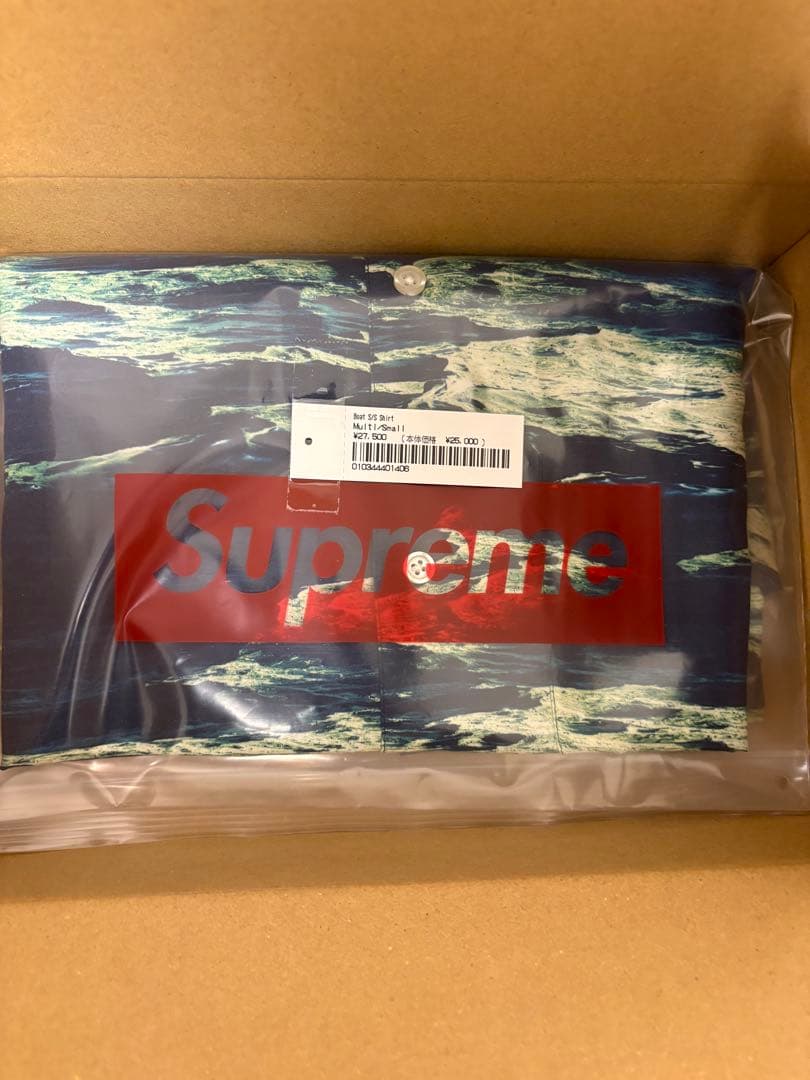 Boat S/S Shirt
Multi/Small
¥27,500 (本体価格 ¥25,000 )
010344401406
Supreme